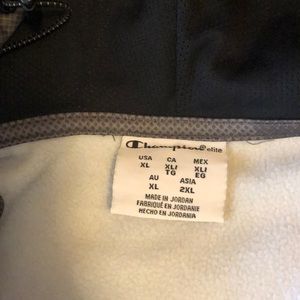 Champion elite
USA CA MEX
XL XL/ XL/
TG EG
AU ASIA
XL 2XL
MADE IN JORDAN
FABRIQUÉ EN JORDANIE
HECHO EN JORDANIA